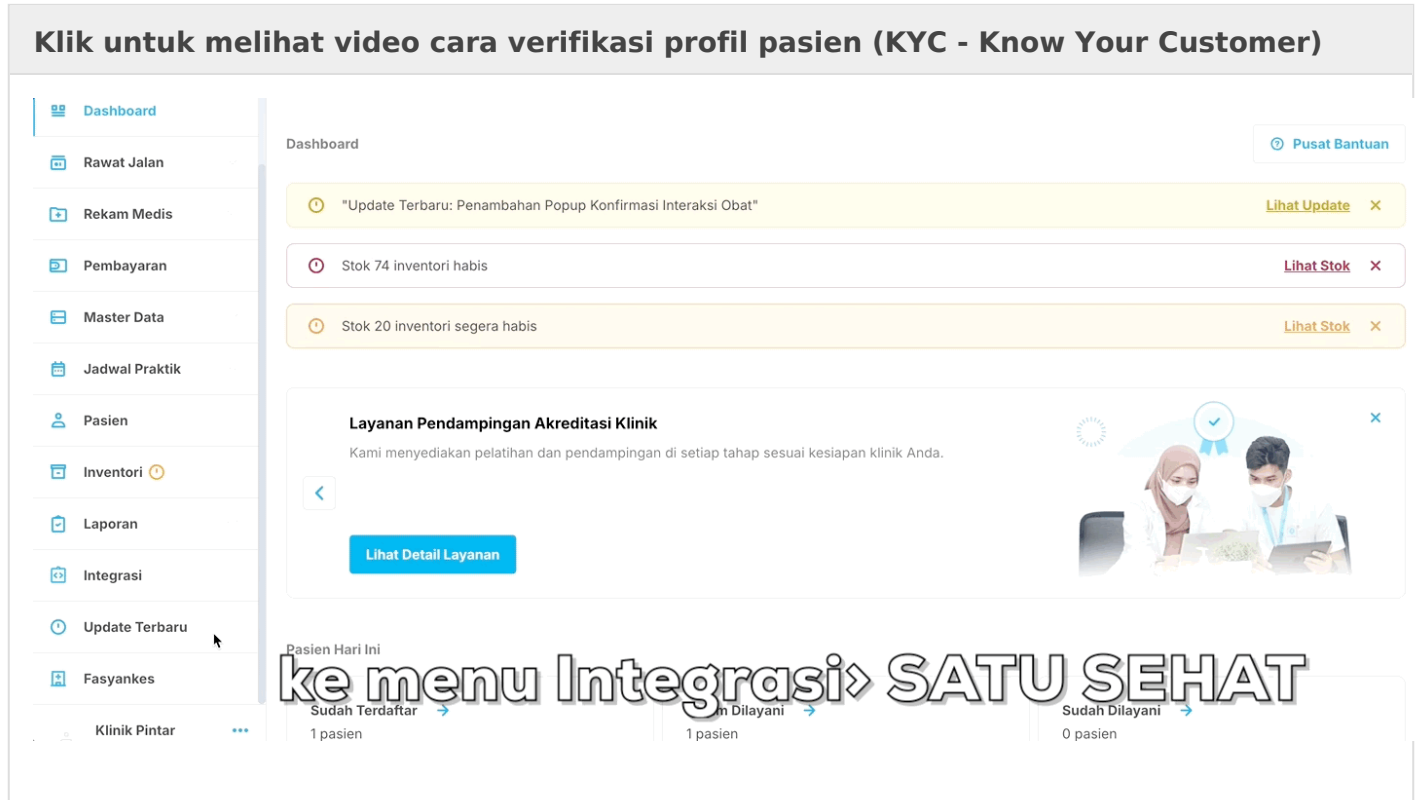 Klik untuk melihat video cara verifikasi profil pasien (KYC - Know Your Customer)
Dashboard
Rawat Jalan
Rekam Medis
Pembayaran
Master Data
Jadwal Praktik
Pasien
Inventori
Laporan
Integrasi
Update Terbaru
Fasyankes
Klinik Pintar
Dashboard
Pusat Bantuan
"Update Terbaru: Penambahan Popup Konfirmasi Interaksi Obat"
Lihat Update
Stok 74 inventori habis
Lihat Stok
Stok 20 inventori segera habis
Lihat Stok
Layanan Pendampingan Akreditasi Klinik
Kami menyediakan pelatihan dan pendampingan di setiap tahap sesuai kesiapan klinik Anda.
Lihat Detail Layanan
Pasien Hari Ini
ke menu Integrasi> SATU SEHAT
Sudah Terdaftar
1 pasien
Dilayani
1 pasien
Sudah Dilayani
0 pasien